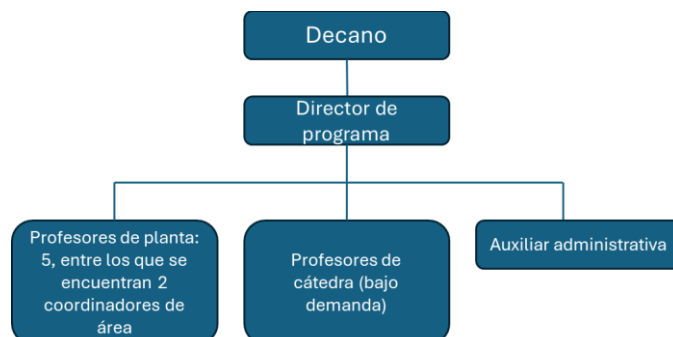 Decano
Director de
programa
Profesores de planta:
5, entre los que se
encuentran 2
coordinadores de
área
Profesores de
cátedra (bajo
demanda)
Auxiliar administrativa